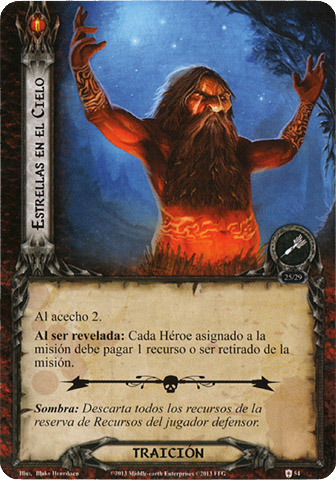 ESTRELLAS EN EL CIELO
25/29
Al acecho 2.
Al ser revelada: Cada Héroe asignado a la
misión debe pagar 1 recurso o ser retirado de la
misión.
Sombra: Descarta todos los recursos de la
reserva de Recursos del jugador defensor.
TRAICIÓN
Illus. Blake Henriksen
©2013 Middle-earth Enterprises ©2013 FFG
54